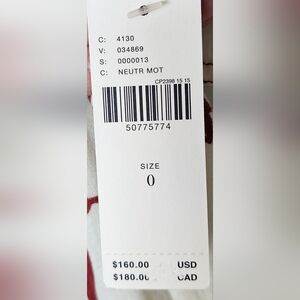 C: 4130
V: 034869
S: 0000013
C: NEUTR MOT
CP2398 15 15
50775774
SIZE
0
$160.00 USD
$180.00 CAD